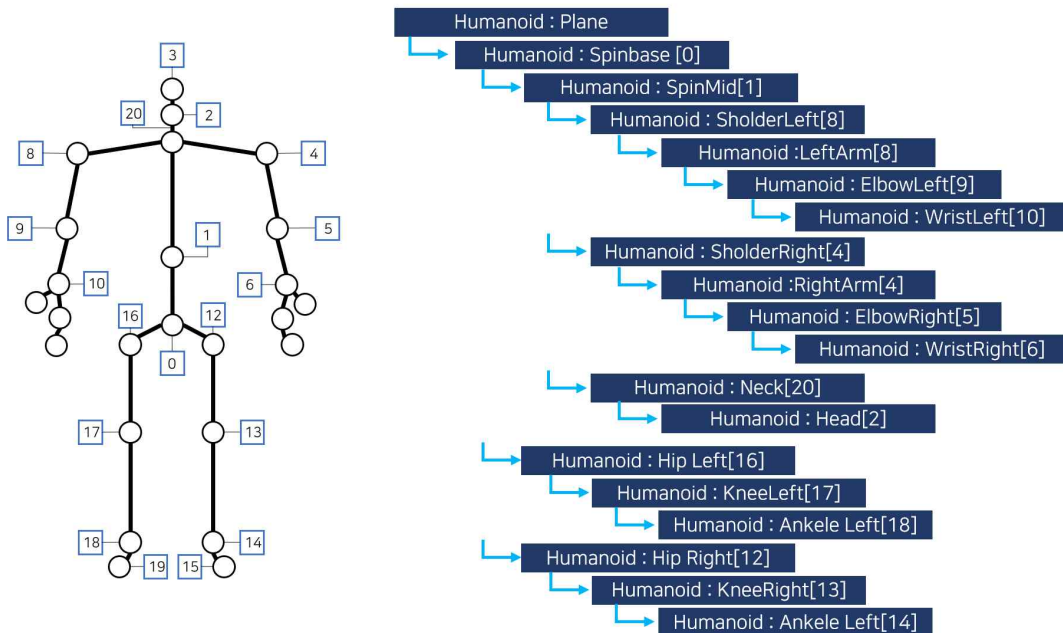 3
20
2
8
4
9
5
1
10
6
16
12
0
17
13
18
14
19
15
Humanoid : Plane
Humanoid : Spinbase [0]
Humanoid : SpinMid[1]
Humanoid : SholderLeft[8]
Humanoid :LeftArm[8]
Humanoid : ElbowLeft[9]
Humanoid : WristLeft[10]
Humanoid : SholderRight[4]
Humanoid :RightArm[4]
Humanoid : ElbowRight[5]
Humanoid : WristRight[6]
Humanoid : Neck[20]
Humanoid : Head[2]
Humanoid : Hip Left[16]
Humanoid : KneeLeft[17]
Humanoid : Ankele Left[18]
Humanoid : Hip Right[12]
Humanoid : KneeRight[13]
Humanoid : Ankele Left[14]